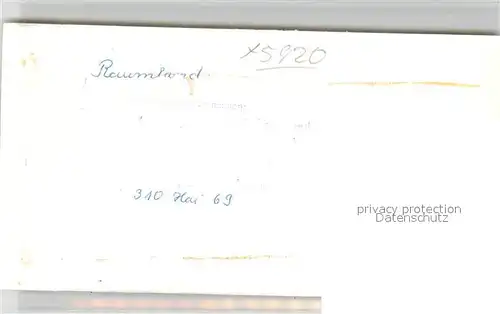 x5920
Raumland.
310 Mai 69
privacy protection
Datenschutz